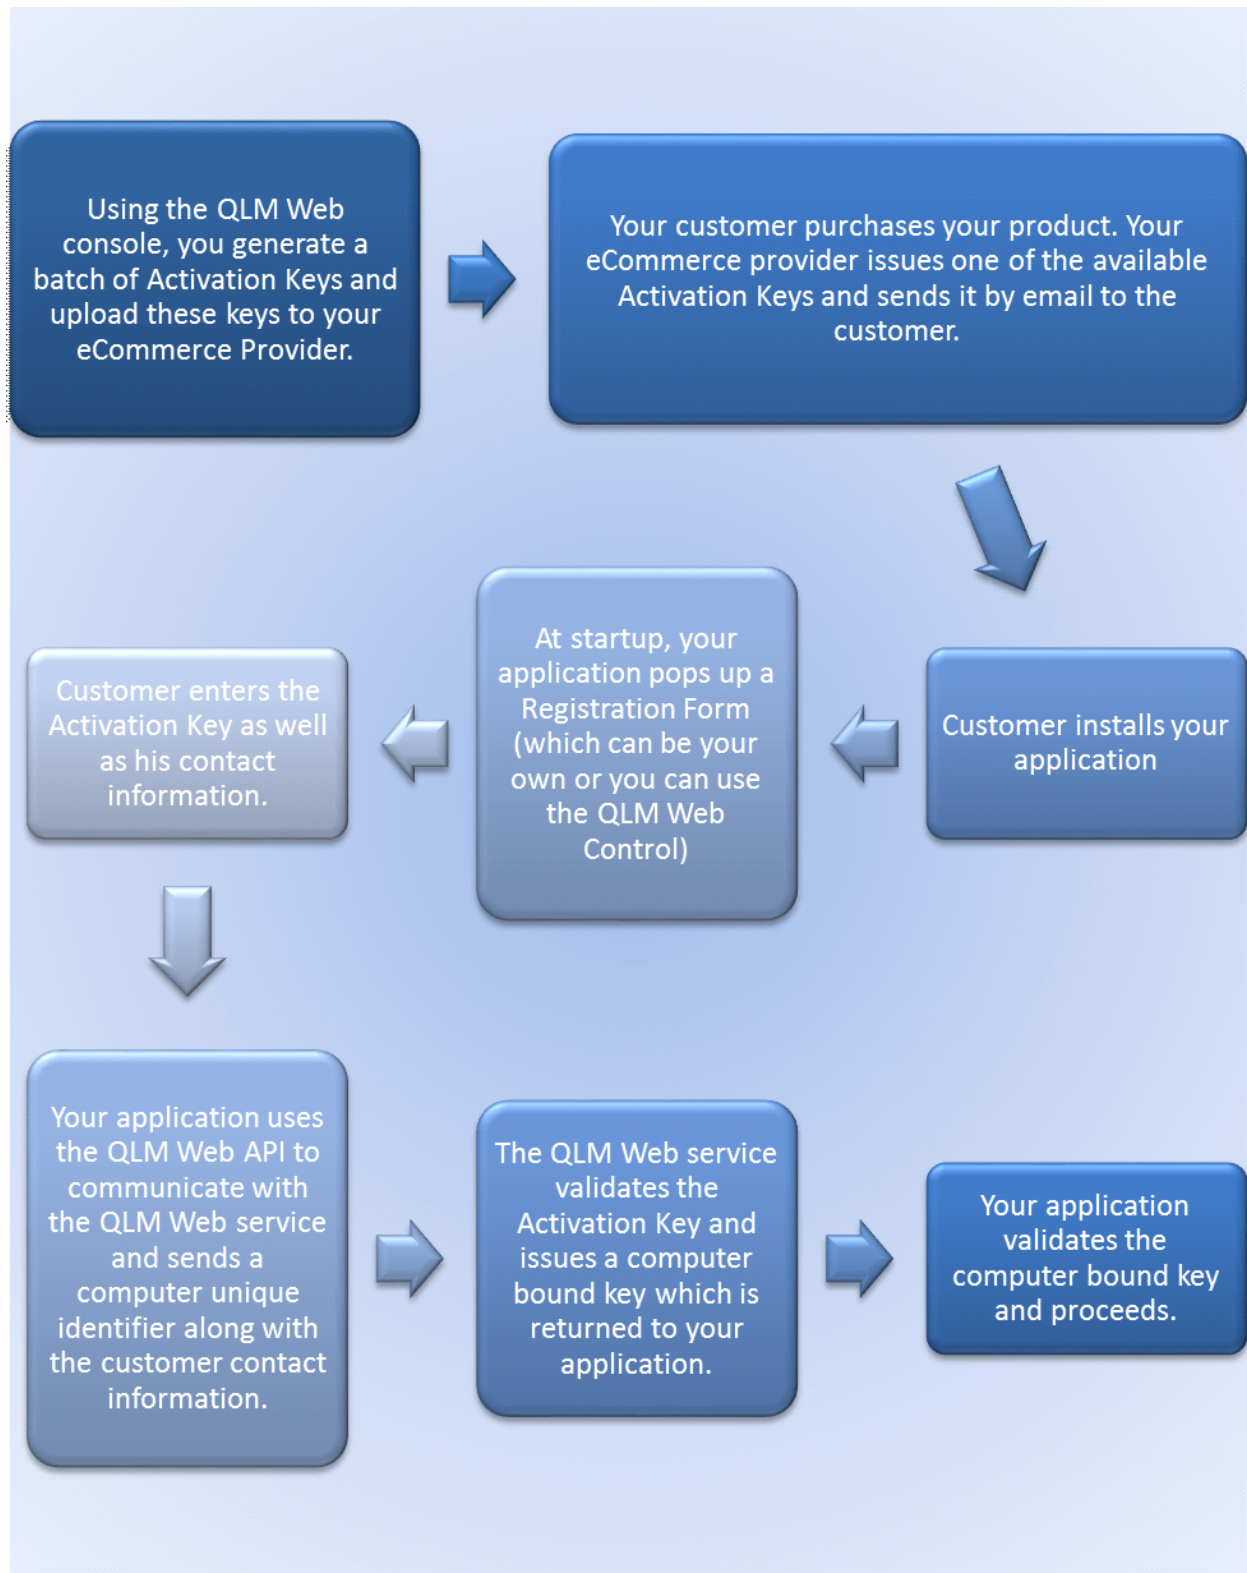 Using the QLM Web
console, you generate a
batch of Activation Keys and
upload these keys to your
eCommerce Provider.
Your customer purchases your product. Your
eCommerce provider issues one of the available
Activation Keys and sends it by email to the
customer.
Customer installs your
application
At startup, your
application pops up a
Registration Form
(which can be your
own or you can use
the QLM Web
Control)
Customer enters the
Activation Key as well
as his contact
information.
Your application uses
the QLM Web API to
communicate with
the QLM Web service
and sends a
computer unique
identifier along with
the customer contact
information.
The QLM Web service
validates the
Activation Key and
issues a computer
bound key which is
returned to your
application.
Your application
validates the
computer bound key
and proceeds.